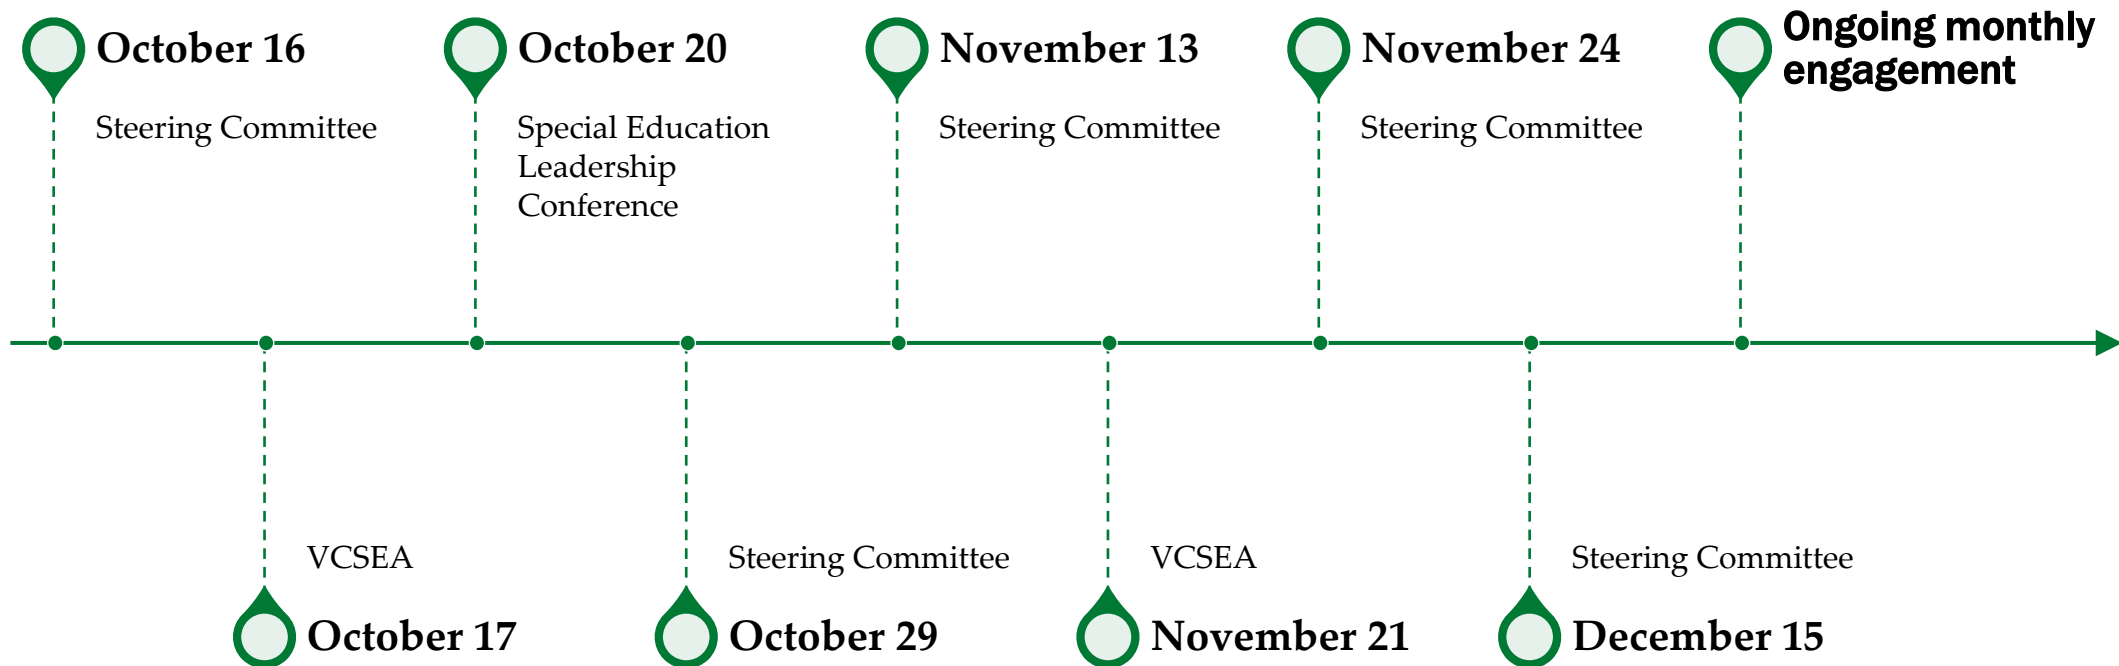 October 16
Steering Committee
October 20
Special Education
Leadership
Conference
November 13
Steering Committee
November 24
Steering Committee
Ongoing monthly
engagement
VCSEA
October 17
Steering Committee
October 29
VCSEA
November 21
Steering Committee
December 15